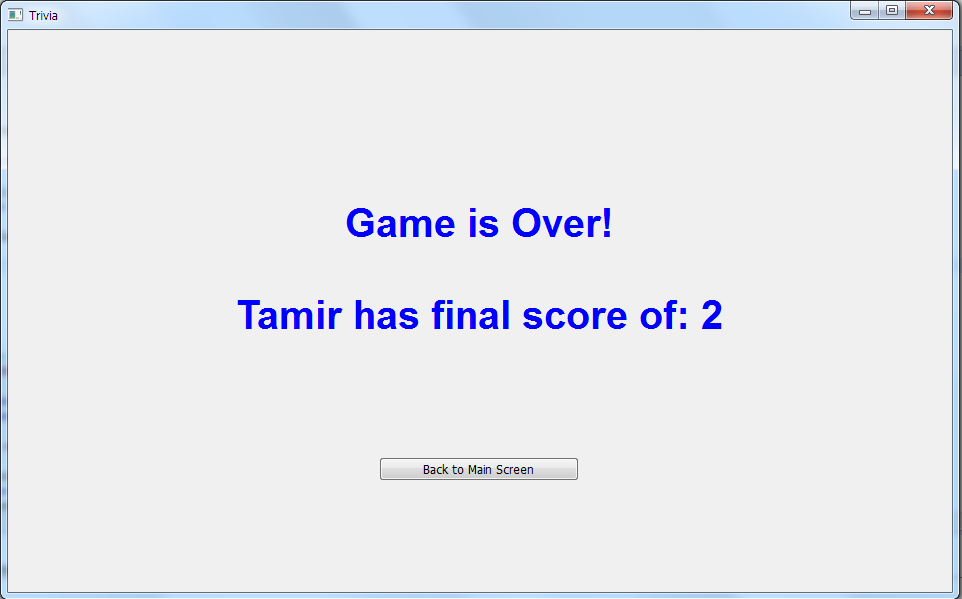 Trivia
Game is Over!
Tamir has final score of: 2
Back to Main Screen